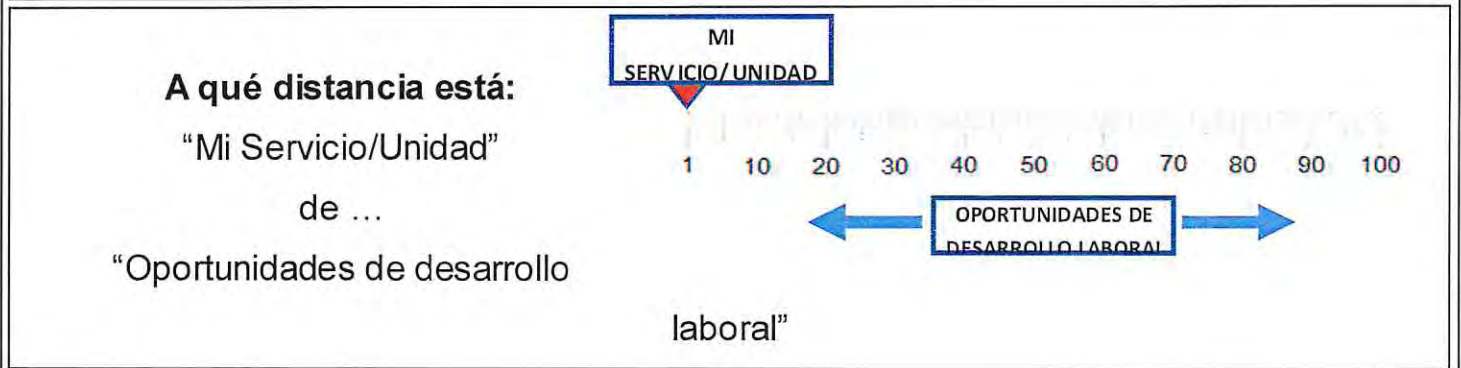 A qué distancia está:
“Mi Servicio/Unidad”
de …
“Oportunidades de desarrollo
laboral”
MI
SERVICIO/UNIDAD
1 10 20 30 40 50 60 70 80 90 100
OPORTUNIDADES DE
DESARROLLO LABORAL